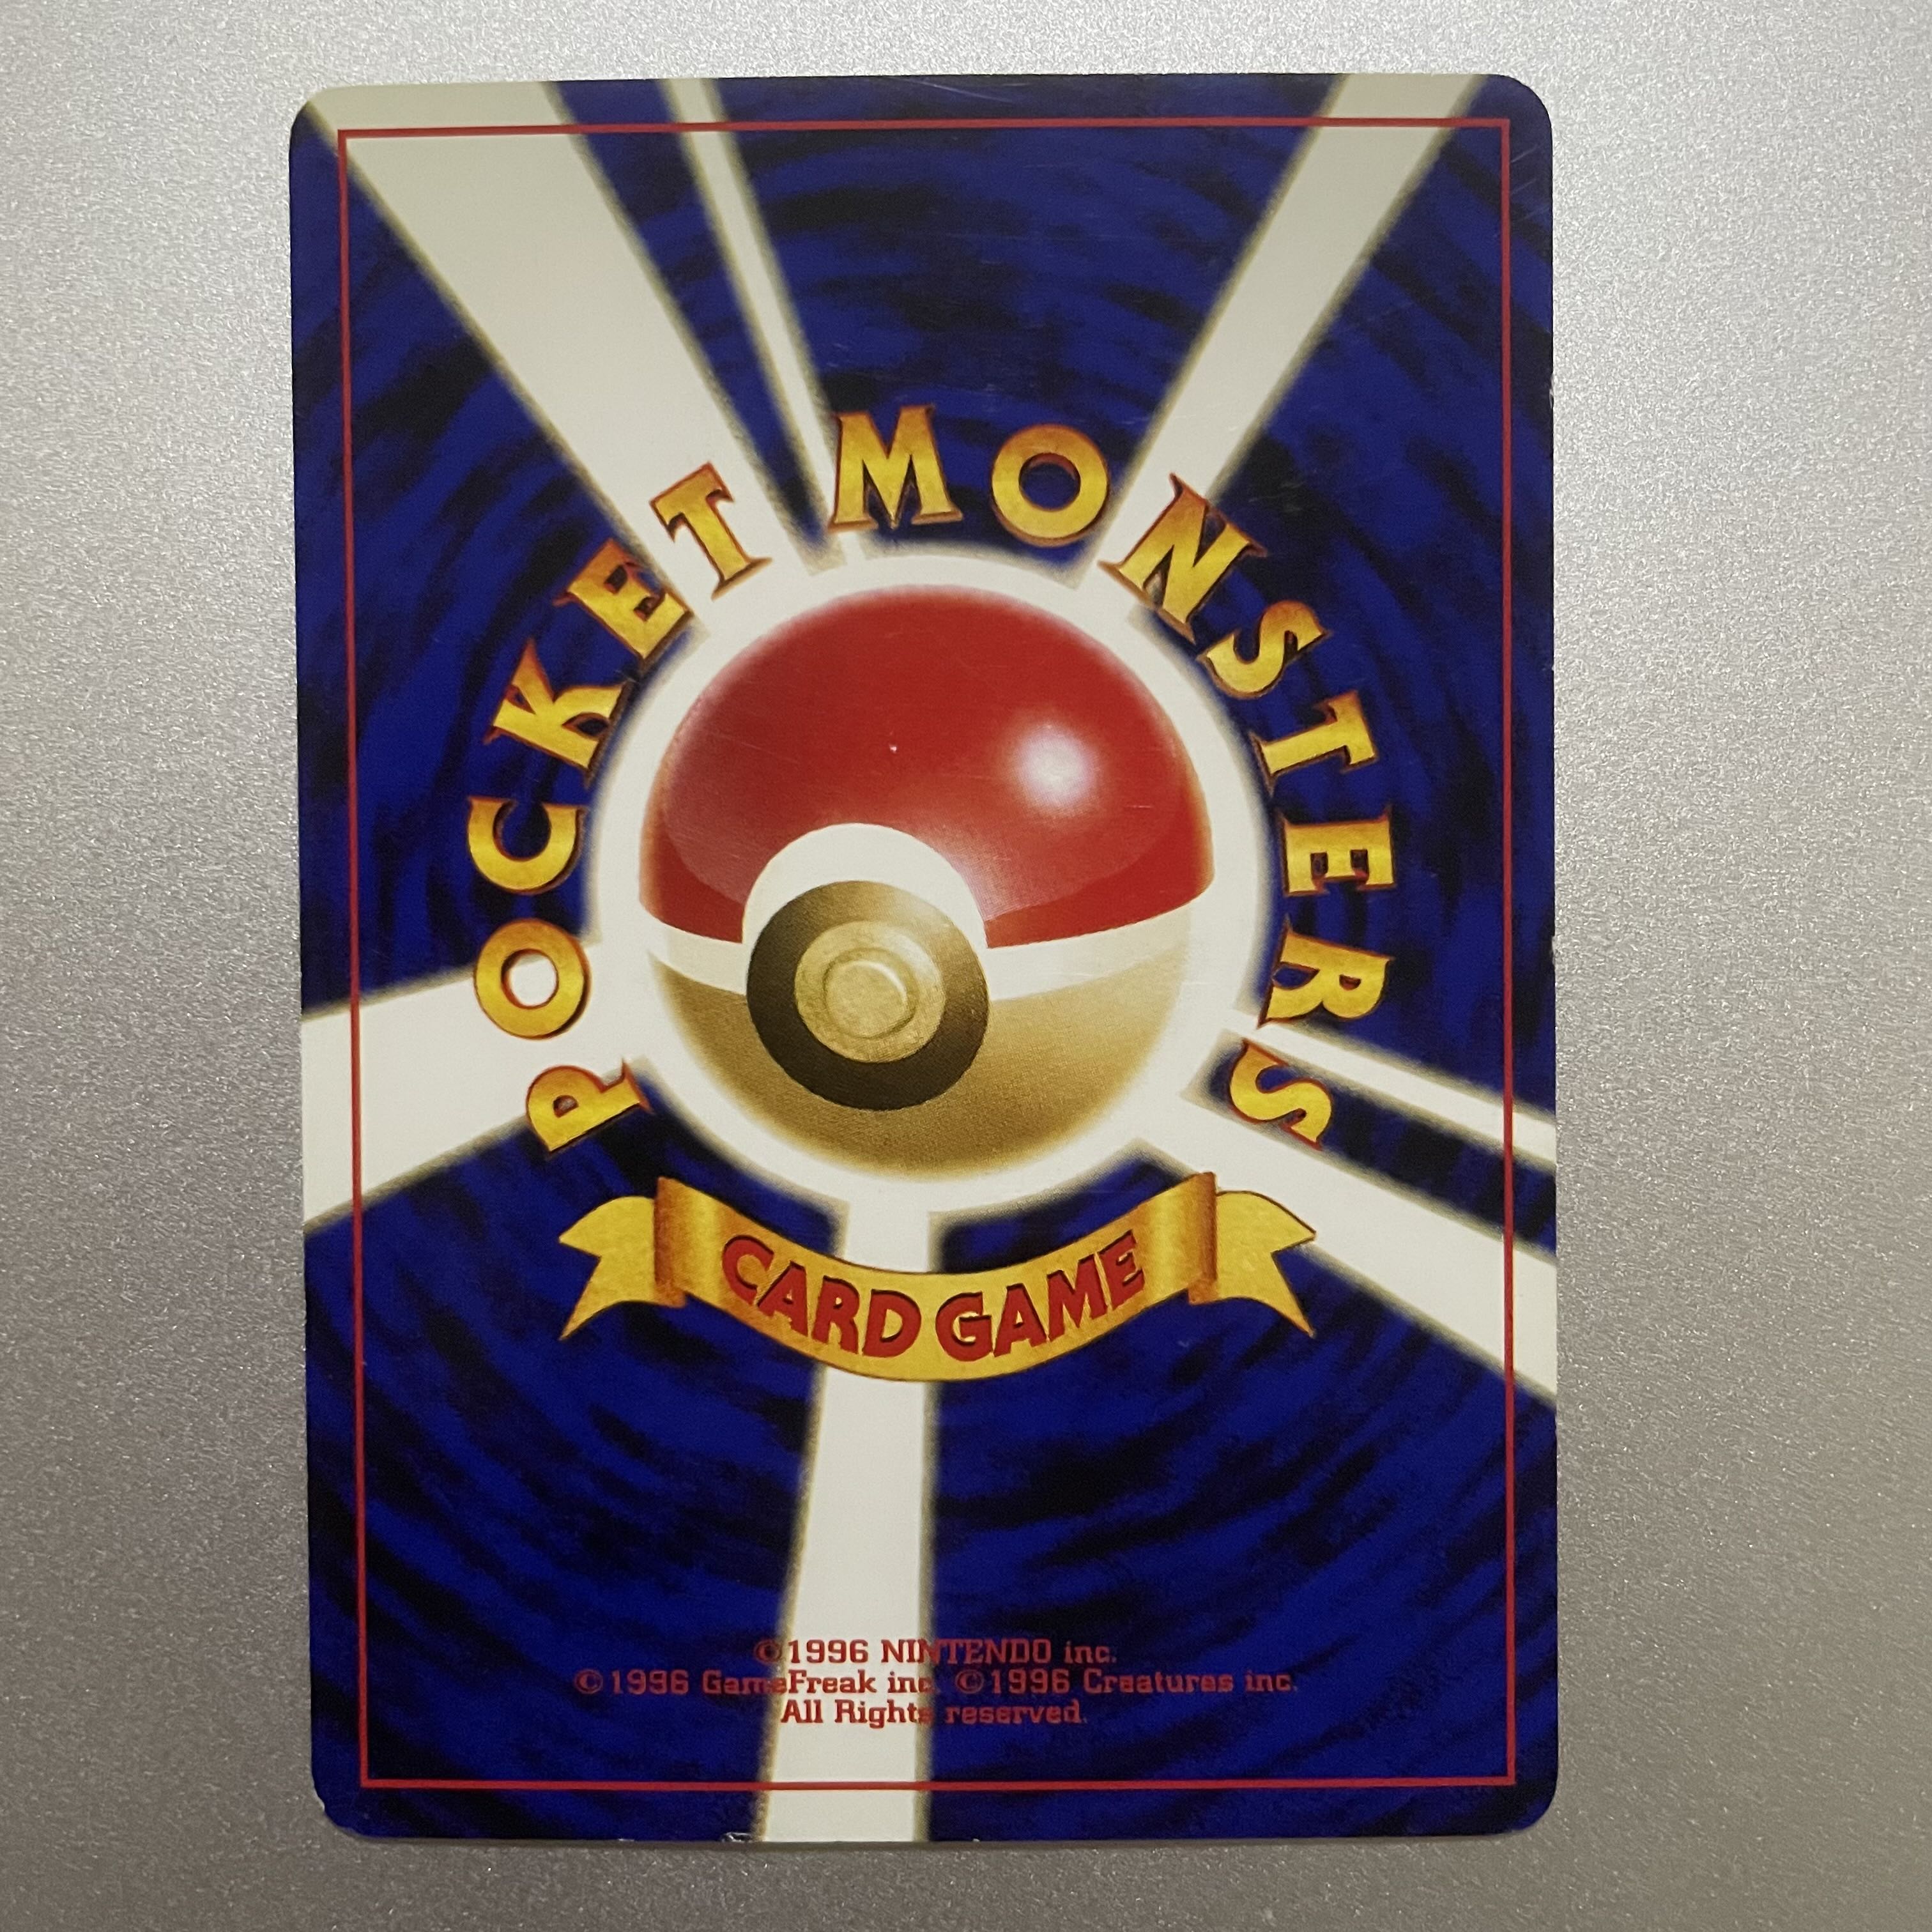 POCKET MONSTERS
CARD GAME
©1996 NINTENDO inc.
©1996 GameFreak inc. ©1996 Creatures inc.
All Rights reserved.